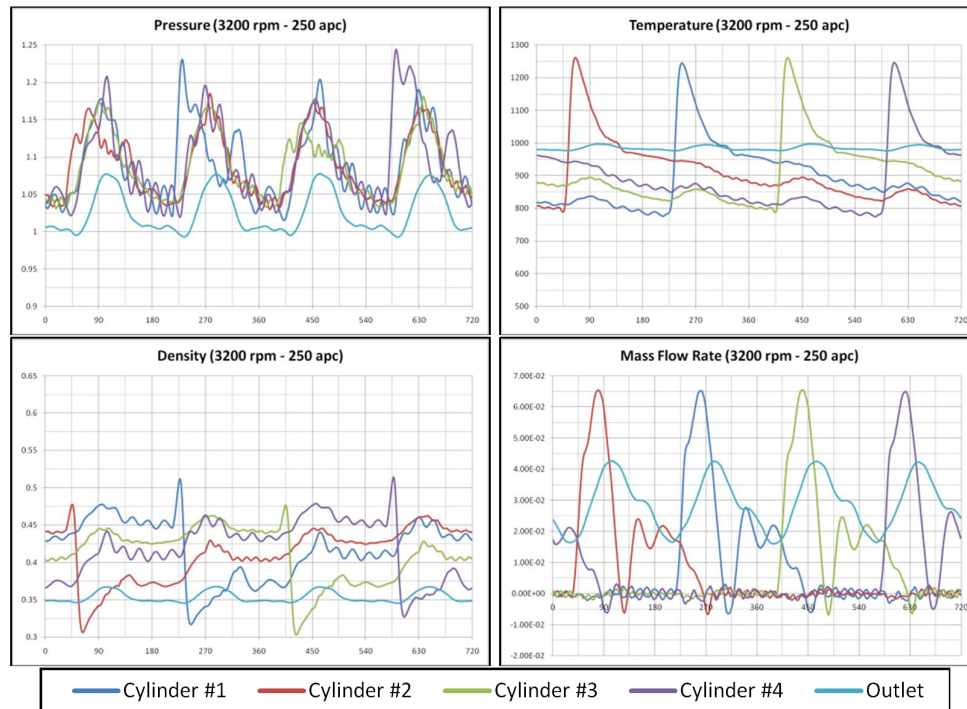 Pressure (3200 rpm - 250 apc)
1.25
1.2
1.15
1.1
1.05
1
0.95
0.9
0 90 180 270 360 450 540 630 720
Temperature (3200 rpm - 250 apc)
1300
1200
1100
1000
900
800
700
600
500
0 90 180 270 360 450 540 630 720
Density (3200 rpm - 250 apc)
0.65
0.6
0.55
0.5
0.45
0.4
0.35
0.3
0 90 180 270 360 450 540 630 720
Mass Flow Rate (3200 rpm - 250 apc)
7.00E-02
6.00E-02
5.00E-02
4.00E-02
3.00E-02
2.00E-02
1.00E-02
0.00E+00
-1.00E-02
-2.00E-02
0 90 180 270 360 450 540 630 720
Cylinder #1 Cylinder #2 Cylinder #3 Cylinder #4 Outlet